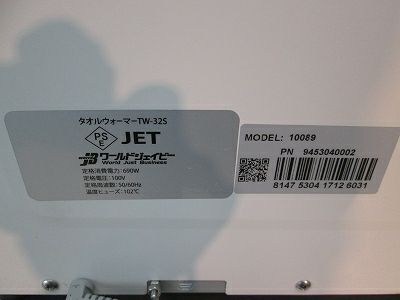 タオルウォーマーTW-32S
PS
E
JET
JB ワールドジェイビー
World Just Business
定格消費電力:690W
定格電圧:100V
定格周波数:50/60Hz
温度ヒューズ:102℃
MODEL: 10089
PN 9453040002
8147 5304 1712 6031